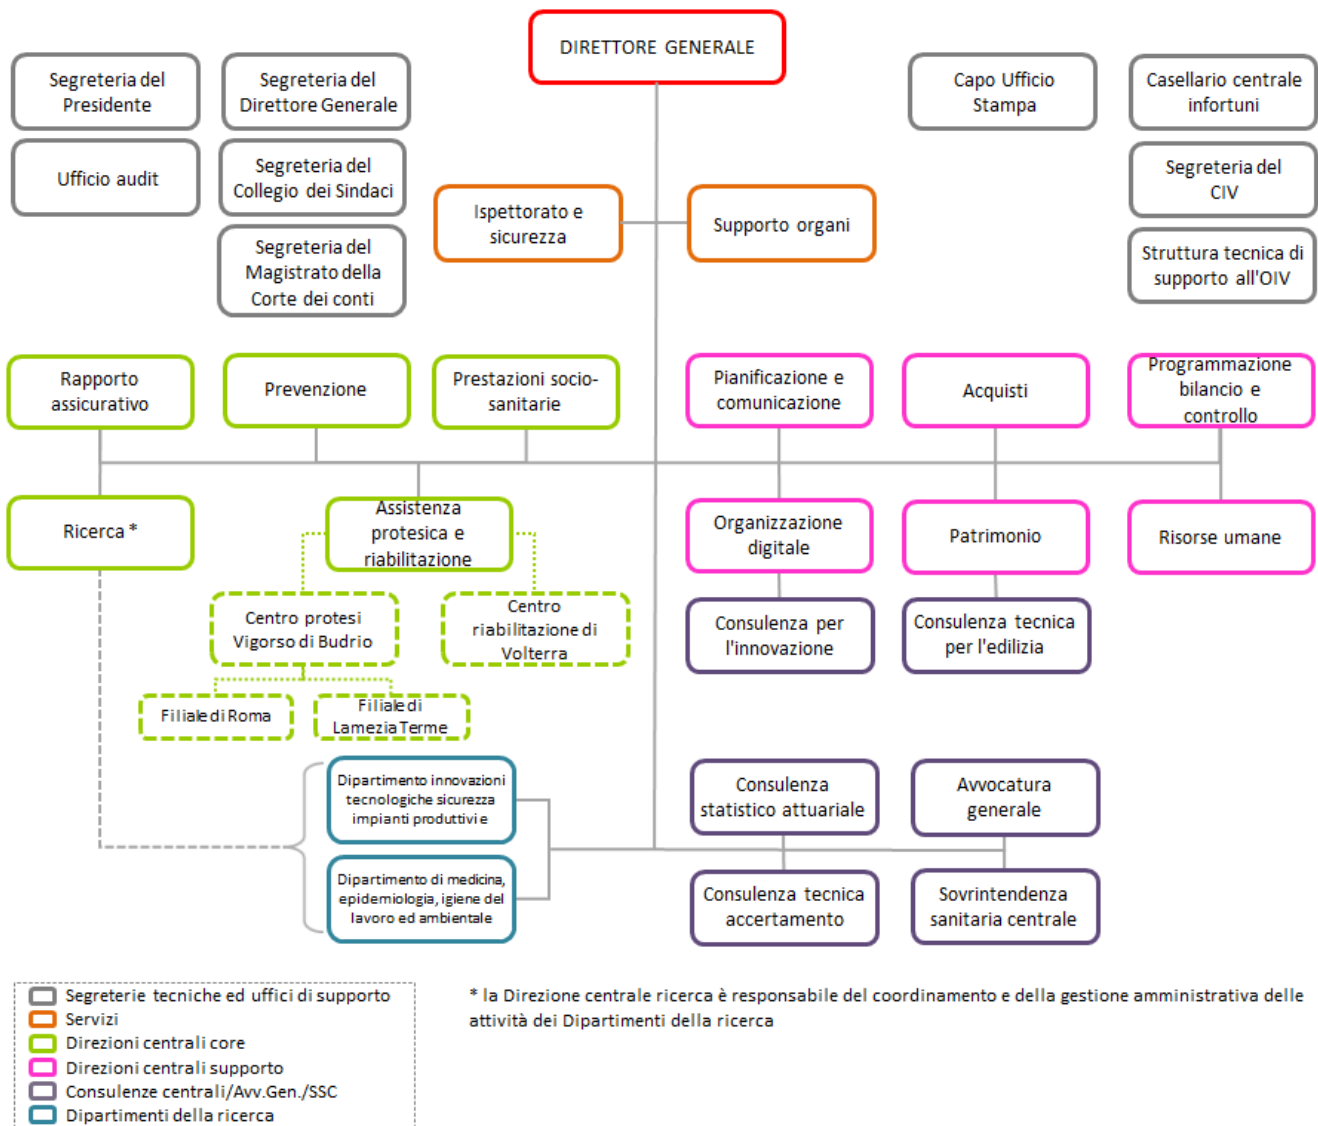 DIRETTORE GENERALE
Segreteria del
Presidente
Segreteria del
Direttore Generale
Capo Ufficio
Stampa
Casellario centrale
infortuni
Ufficio audit
Segreteria del
Collegio dei Sindaci
Segreteria del
CIV
Ispettorato e
sicurezza
Supporto organi
Segreteria del
Magistrato della
Corte dei conti
Struttura tecnica di
supporto all'OIV
Rapporto
assicurativo
Prevenzione
Prestazioni socio-
sanitarie
Pianificazione e
comunicazione
Acquisti
Programmazione
bilancio e
controllo
Ricerca *
Assistenza
protesica e
riabilitazione
Organizzazione
digitale
Patrimonio
Risorse umane
Centro protesi
Vigorso di Budrio
Centro
riabilitazione di
Volterra
Consulenza per
l'innovazione
Consulenza tecnica
per l'edilizia
Filiale di Roma
Filiale di
Lamezia Terme
Dipartimento innovazioni
tecnologiche sicurezza
impianti produttivi e
Consulenza
statistico attuariale
Avvocatura
generale
Dipartimento di medicina,
epidemiologia, igiene del
lavoro ed ambientale
Consulenza tecnica
accertamento
Sovrintendenza
sanitaria centrale
Segreterie tecniche ed uffici di supporto
Servizi
Direzioni centrali core
Direzioni centrali supporto
Consulenze centrali/Avv.Gen./SSC
Dipartimenti della ricerca
* la Direzione centrale ricerca è responsabile del coordinamento e della gestione amministrativa delle
attività dei Dipartimenti della ricerca